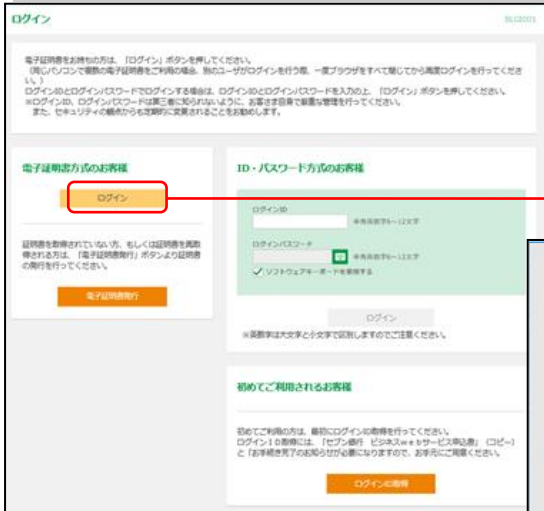 ログイン
BLGI001
電子証明書をお持ちの方は、「ログイン」ボタンを押してください。
(同じパソコンで複数の電子証明書をご利用の場合、別のユーザがログインを行う際、一度ブラウザをすべて閉じてから再度ログインを行ってくださ
い。)
ログインIDとログインパスワードでログインする場合は、ログインIDとログインパスワードを入力の上、「ログイン」ボタンを押してください。
※ログインID、ログインパスワードは第三者に知られないように、お客さま自身で厳重な管理を行ってください。
また、セキュリティの観点からも定期的に変更されることをお勧めします。
電子証明書方式のお客様
ログイン
証明書を取得されていない方、もしくは証明書を再取
得される方は、「電子証明書発行」ボタンより証明書
の発行を行ってください。
電子証明書発行
ID・パスワード方式のお客様
ログインID
半角英数字6~12文字
ログインパスワード
半角英数字6~12文字
ソフトウェアキーボードを使用する
ログイン
※英数字は大文字と小文字で区別しますのでご注意ください。
初めてご利用されるお客様
初めてご利用の方は、最初にログインID取得を行ってください。
ログインID取得には、「セブン銀行 ビジネスwebサービス申込書」(コピー)
と「お手続き完了のお知らせ」が必要になりますので、お手元にご用意ください。
ログインID取得